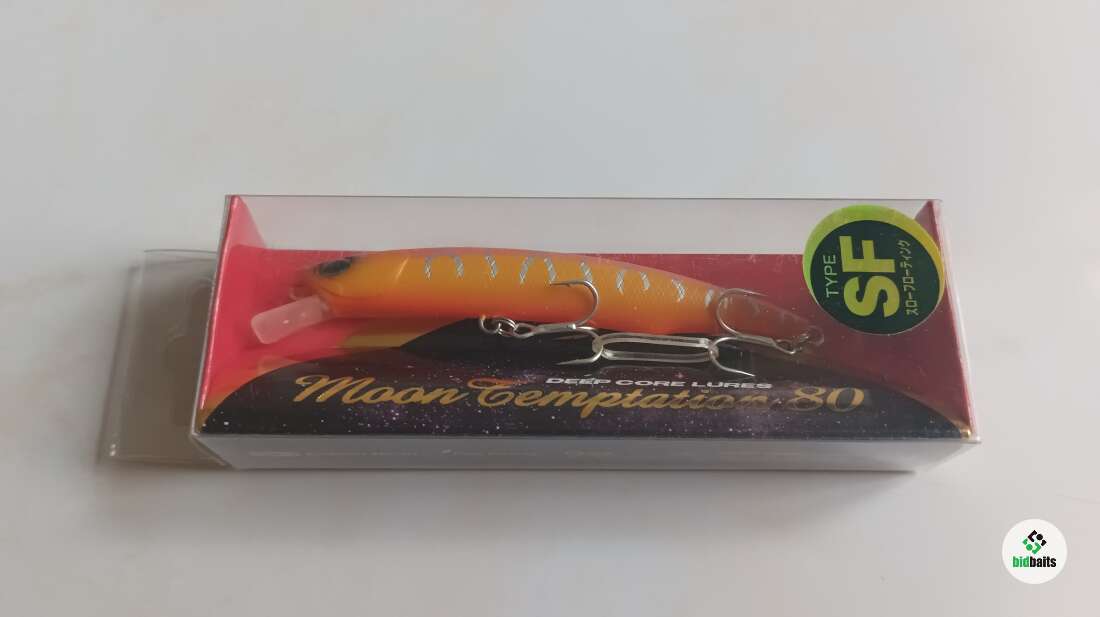 TYPE
SF
スローフローティング
DEEP CORE LURES
Moon Temptation 80
bidbaits